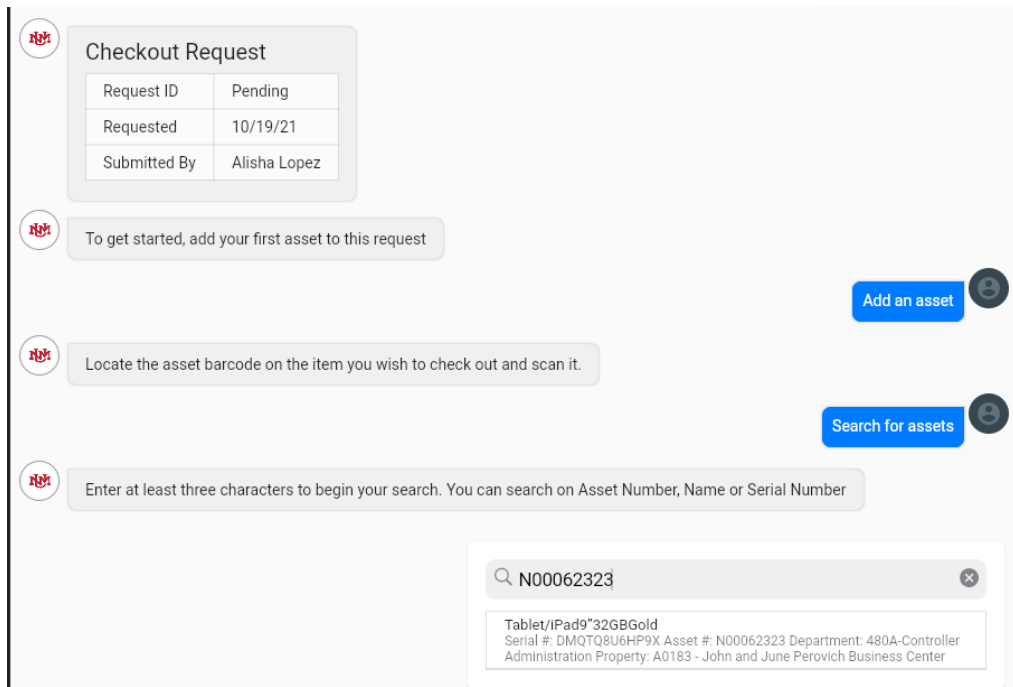 Checkout Request
Request ID Pending
Requested 10/19/21
Submitted By Alisha Lopez
To get started, add your first asset to this request
Add an asset
Locate the asset barcode on the item you wish to check out and scan it.
Search for assets
Enter at least three characters to begin your search. You can search on Asset Number, Name or Serial Number
N00062323
Tablet/iPad9"32GBGold
Serial #: DMQTQ8U6HP9X Asset #: N00062323 Department: 480A-Controller
Administration Property: A0183 - John and June Perovich Business Center